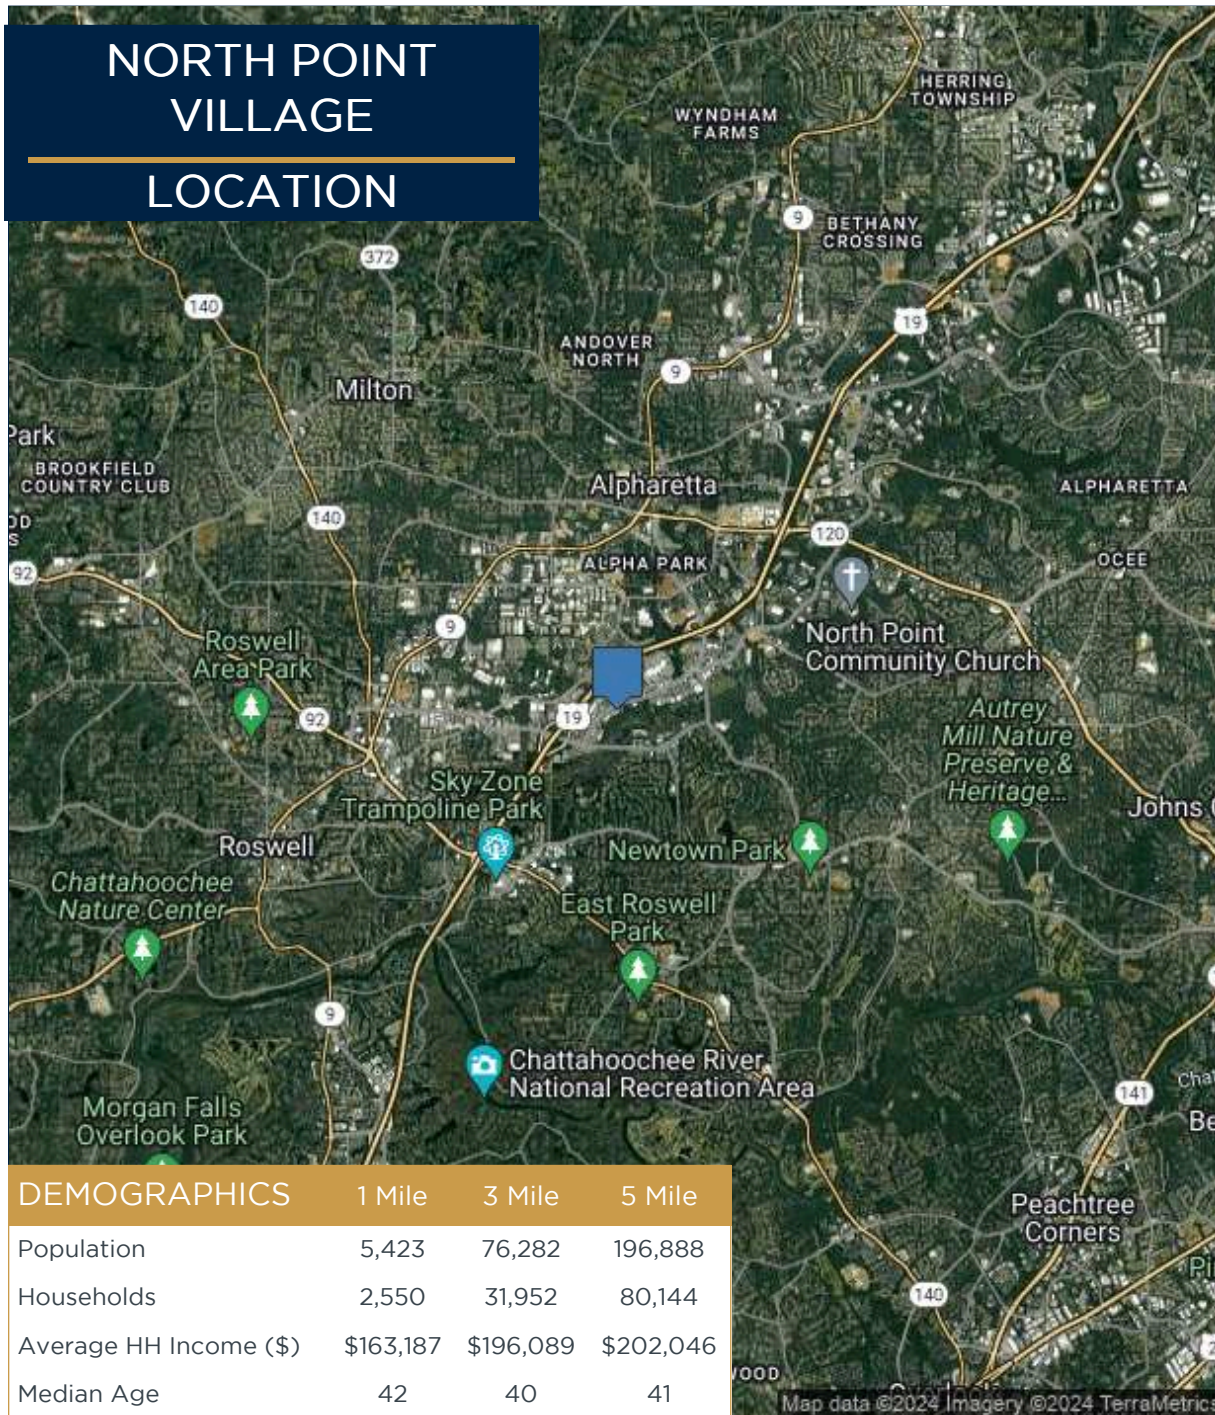 NORTH POINT
VILLAGE
LOCATION
HERRING
TOWNSHIP
WYNDHAM
FARMS
9
BETHANY
CROSSING
372
140
19
ANDOVER
NORTH
9
Milton
Park
BROOKFIELD
COUNTRY CLUB
Alpharetta
ALPHARETTA
140
120
OCEE
ALPHA PARK
92
9
Roswell
Area Park
North Point
Community Church
92
19
Autrey
Mill Nature
Preserve &
Heritage...
Sky Zone
Trampoline Park
Johns
Roswell
Newtown Park
Chattahoochee
Nature Center
East Roswell
Park
9
Chattahoochee River
National Recreation Area
141
Morgan Falls
Overlook Park
Peachtree
Corners
140
DEMOGRAPHICS 1 Mile 3 Mile 5 Mile
Population 5,423 76,282 196,888
Households 2,550 31,952 80,144
Average HH Income ($) $163,187 $196,089 $202,046
Median Age 42 40 41
Map data ©2024 Imagery ©2024 TerraMetrics